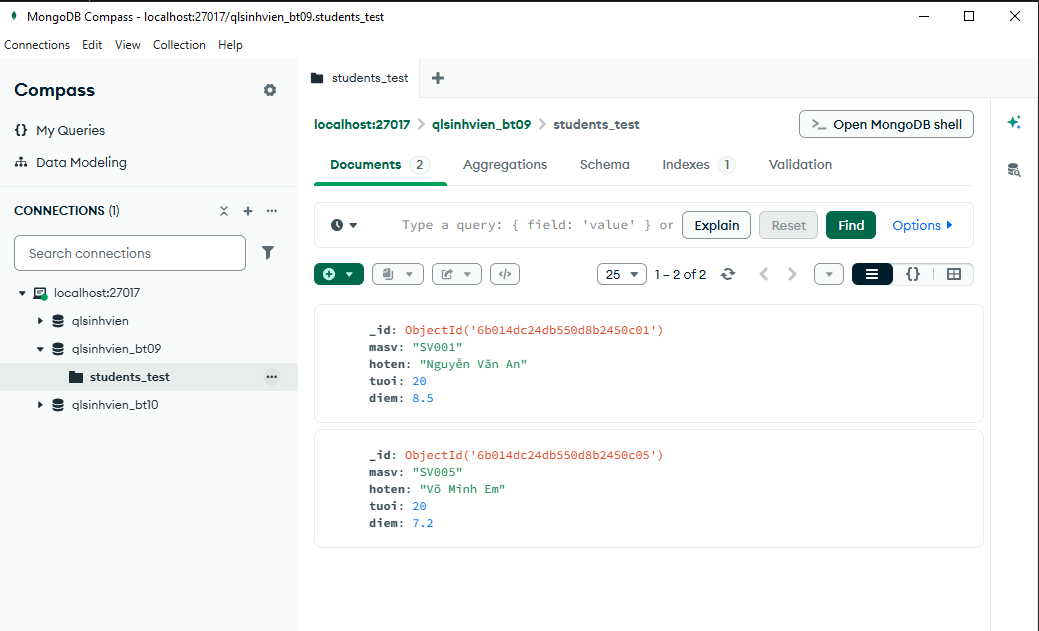 MongoDB Compass - localhost:27017/qlsinhvien_bt09.students_test
Connections Edit View Collection Help
Compass
My Queries
Data Modeling
CONNECTIONS (1)
Search connections
localhost:27017
qlsinhvien
qlsinhvien_bt09
students_test
qlsinhvien_bt10
students_test
localhost:27017 > qlsinhvien_bt09 > students_test
>_ Open MongoDB shell
Documents 2 Aggregations Schema Indexes 1 Validation
Type a query: { field: 'value' } or Explain Reset Find Options
25 1 – 2 of 2
_id: ObjectId('6b014dc24db550d8b2450c01')
masv: "SV001"
hoten: "Nguyễn Văn An"
tuoi: 20
diem: 8.5
_id: ObjectId('6b014dc24db550d8b2450c05')
masv: "SV005"
hoten: "Võ Minh Em"
tuoi: 20
diem: 7.2